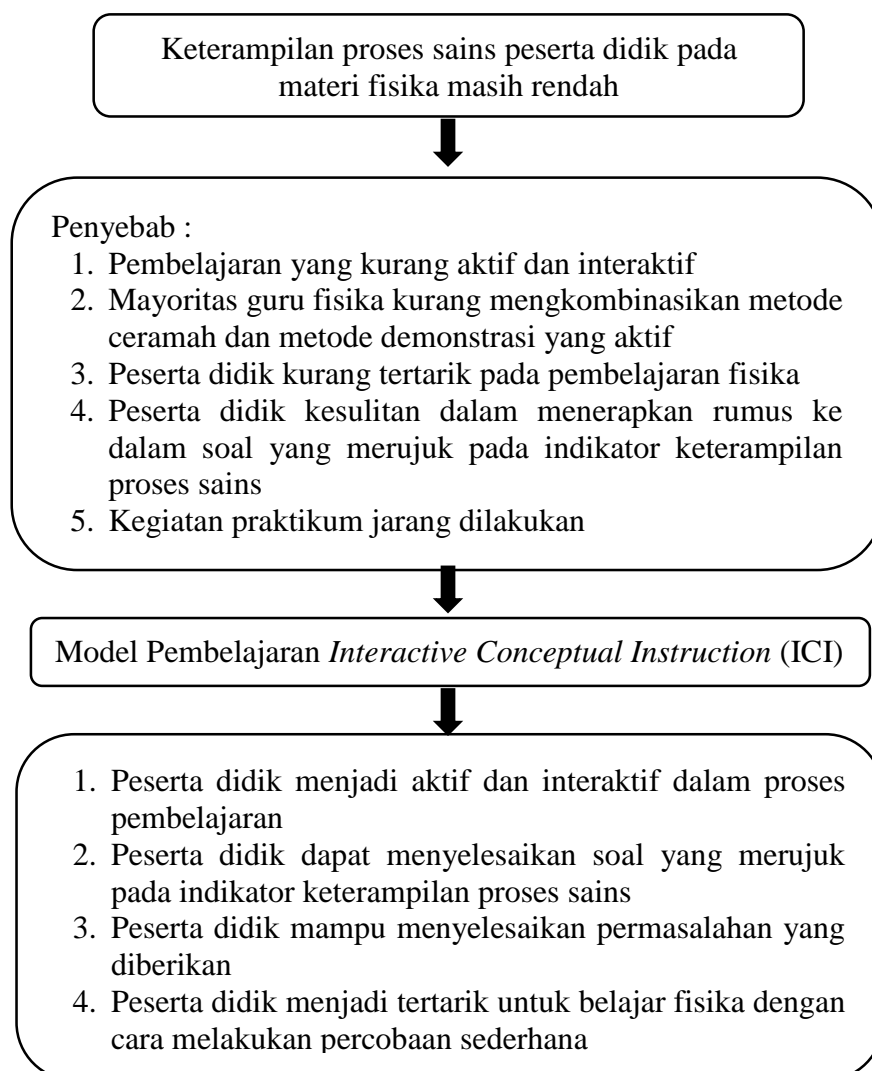 Keterampilan proses sains peserta didik pada
materi fisika masih rendah
Penyebab :
1. Pembelajaran yang kurang aktif dan interaktif
2. Mayoritas guru fisika kurang mengkombinasikan metode
ceramah dan metode demonstrasi yang aktif
3. Peserta didik kurang tertarik pada pembelajaran fisika
4. Peserta didik kesulitan dalam menerapkan rumus ke
dalam soal yang merujuk pada indikator keterampilan
proses sains
5. Kegiatan praktikum jarang dilakukan
Model Pembelajaran Interactive Conceptual Instruction (ICI)
1. Peserta didik menjadi aktif dan interaktif dalam proses
pembelajaran
2. Peserta didik dapat menyelesaikan soal yang merujuk
pada indikator keterampilan proses sains
3. Peserta didik mampu menyelesaikan permasalahan yang
diberikan
4. Peserta didik menjadi tertarik untuk belajar fisika dengan
cara melakukan percobaan sederhana